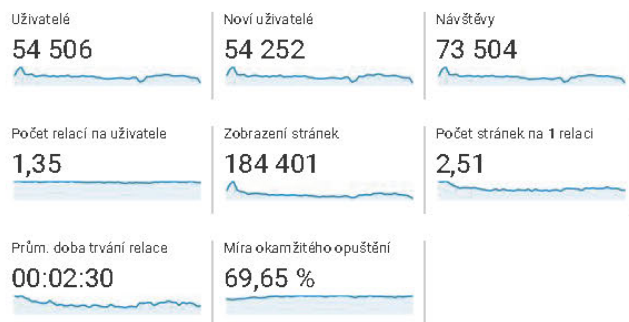 Uživatelé
54 506
Noví uživatelé
54 252
Návštěvy
73 504
Počet relací na uživatele
1,35
Zobrazení stránek
184 401
Počet stránek na 1 relaci
2,51
Prům. doba trvání relace
00:02:30
Míra okamžitého opuštění
69,65 %